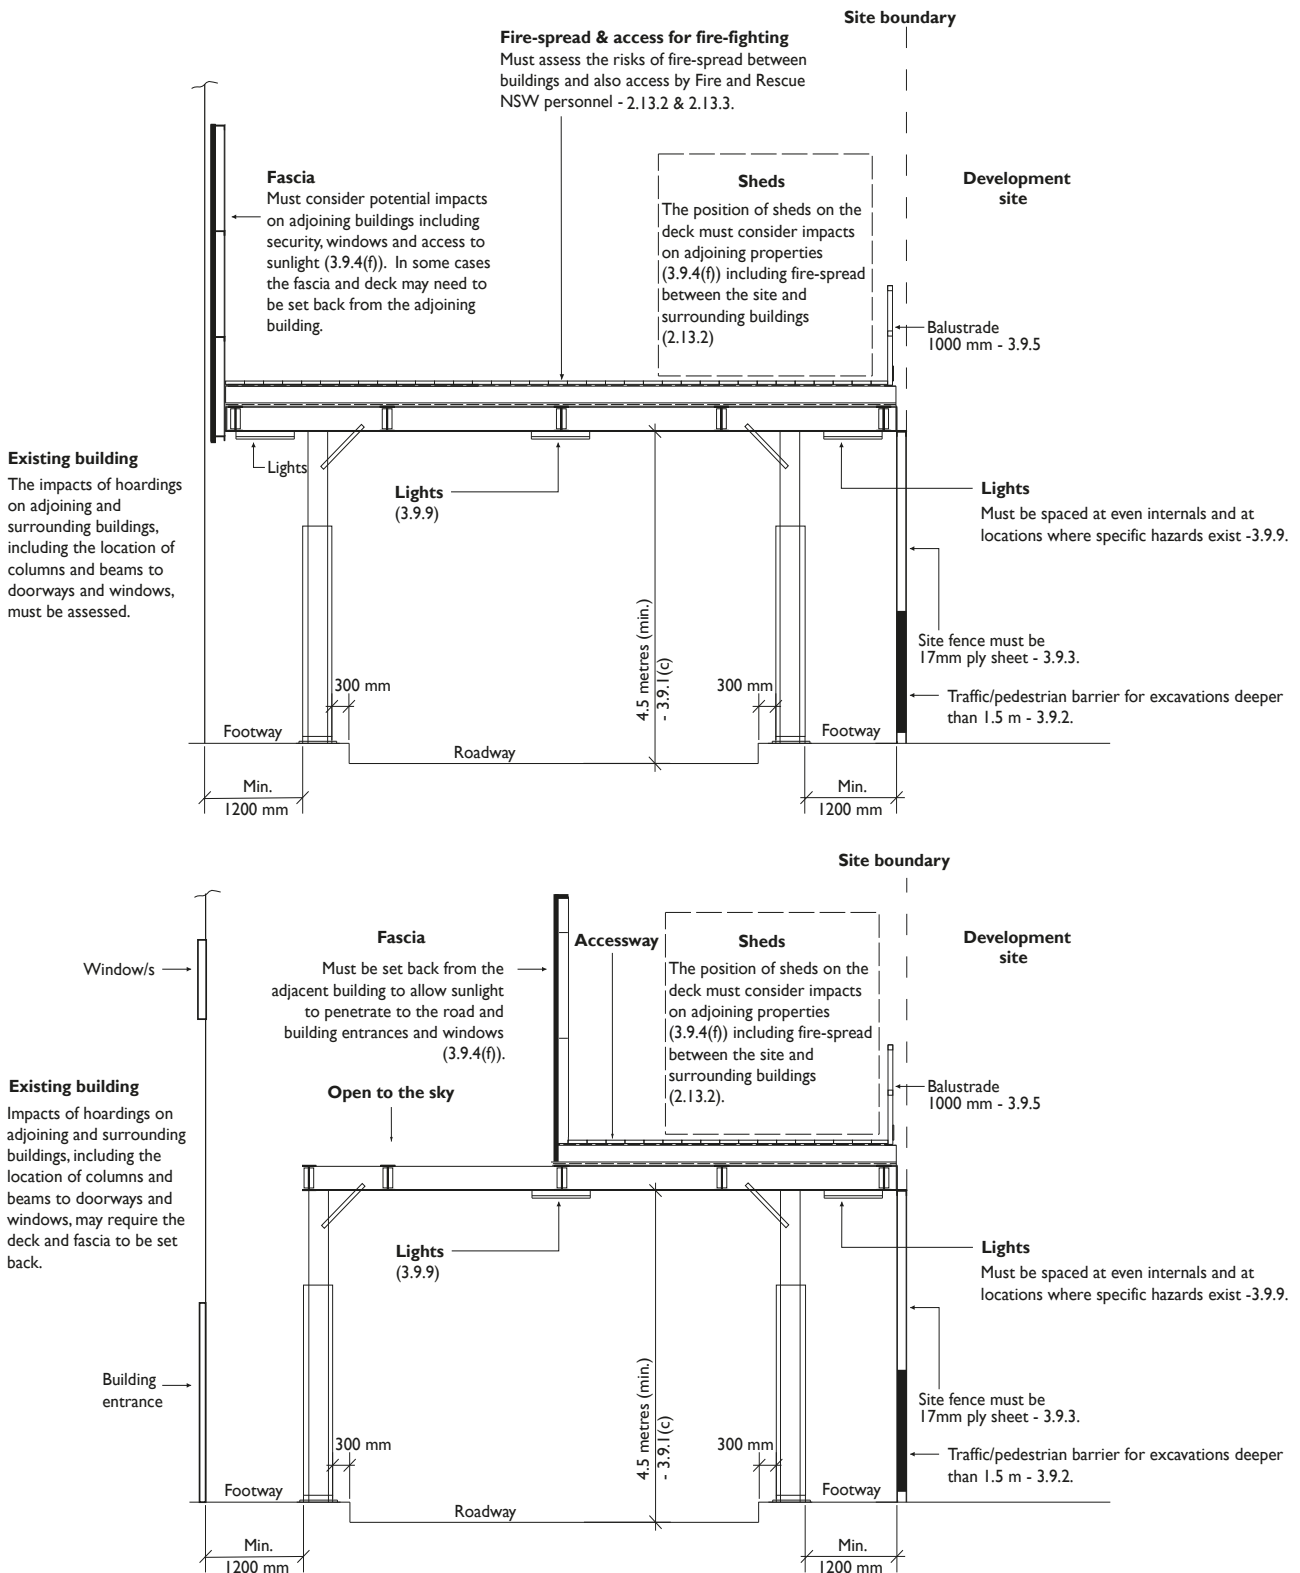 Site boundary
Fire-spread & access for fire-fighting
Must assess the risks of fire-spread between
buildings and also access by Fire and Rescue
NSW personnel - 2.13.2 & 2.13.3.
Fascia
Must consider potential impacts
on adjoining buildings including
security, windows and access to
sunlight (3.9.4(f)). In some cases
the fascia and deck may need to
be set back from the adjoining
building.
Sheds
The position of sheds on the
deck must consider impacts
on adjoining properties
(3.9.4(f)) including fire-spread
between the site and
surrounding buildings
(2.13.2)
Development
site
Balustrade
1000 mm - 3.9.5
Existing building
The impacts of hoardings
on adjoining and
surrounding buildings,
including the location of
columns and beams to
doorways and windows,
must be assessed.
Lights
Lights
(3.9.9)
Lights
Must be spaced at even internals and at
locations where specific hazards exist -3.9.9.
4.5 metres (min.)
- 3.9.1(c)
Site fence must be
17mm ply sheet - 3.9.3.
Traffic/pedestrian barrier for excavations deeper
than 1.5 m - 3.9.2.
300 mm
300 mm
Footway
Roadway
Footway
Min.
1200 mm
Min.
1200 mm
Site boundary
Window/s
Fascia
Must be set back from the
adjacent building to allow sunlight
to penetrate to the road and
building entrances and windows
(3.9.4(f)).
Accessway
Sheds
The position of sheds on the
deck must consider impacts
on adjoining properties
(3.9.4(f)) including fire-spread
between the site and
surrounding buildings
(2.13.2).
Development
site
Balustrade
1000 mm - 3.9.5
Existing building
Impacts of hoardings on
adjoining and surrounding
buildings, including the
location of columns and
beams to doorways and
windows, may require the
deck and fascia to be set
back.
Open to the sky
Lights
(3.9.9)
Lights
Must be spaced at even internals and at
locations where specific hazards exist -3.9.9.
Building
entrance
4.5 metres (min.)
- 3.9.1(c)
Site fence must be
17mm ply sheet - 3.9.3.
Traffic/pedestrian barrier for excavations deeper
than 1.5 m - 3.9.2.
300 mm
300 mm
Footway
Roadway
Footway
Min.
1200 mm
Min.
1200 mm